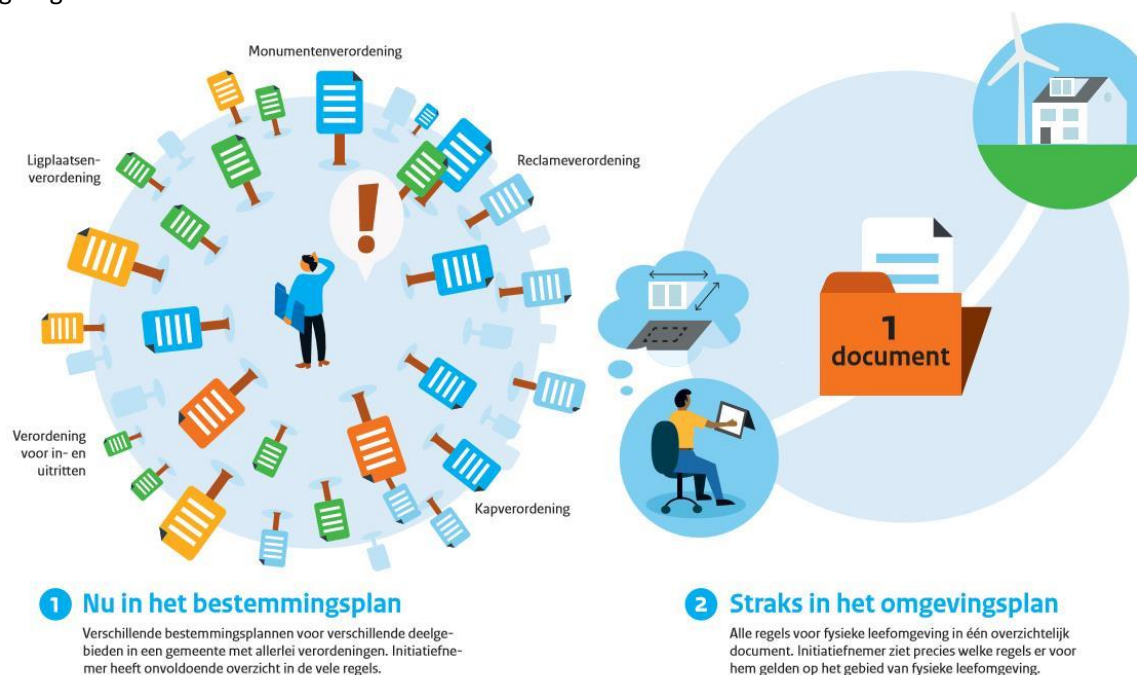 Monumentenverordening
Ligplaatsen-
verordening
Reclameverordening
Verordening
voor in- en
uitritten
Kapverordening
1 Nu in het bestemmingsplan
Verschillende bestemmingsplannen voor verschillende deelge-
bieden in een gemeente met allerlei verordeningen. Initiatiefne-
mer heeft onvoldoende overzicht in de vele regels.
1
document
2 Straks in het omgevingsplan
Alle regels voor fysieke leefomgeving in één overzichtelijk
document. Initiatiefnemer ziet precies welke regels er voor
hem gelden op het gebied van fysieke leefomgeving.